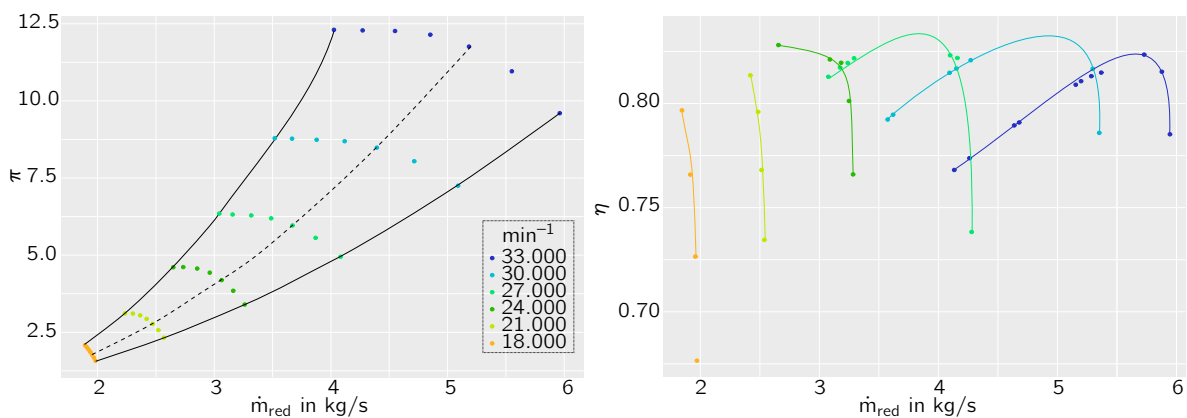 12.5
10.0
7.5
5.0
2.5
π
2 3 4 5 6
ṁred in kg/s
min⁻¹
33.000
30.000
27.000
24.000
21.000
18.000
0.80
0.75
0.70
η
2 3 4 5 6
ṁred in kg/s